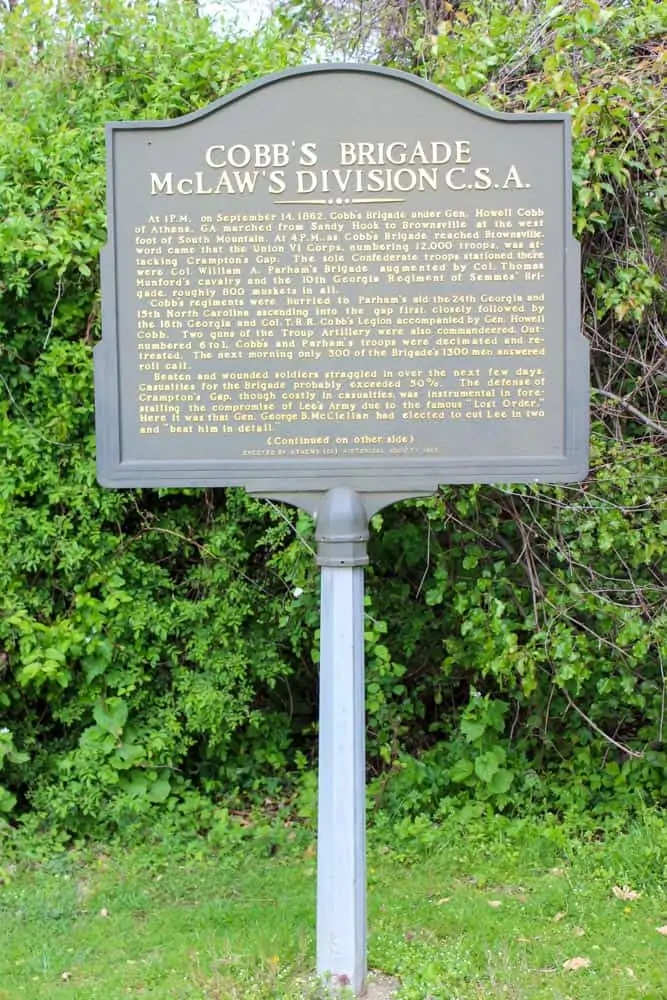 COBB'S BRIGADE
McLAW'S DIVISION C.S.A.
At 1 P.M. on September 14, 1862, Cobb's Brigade under Gen. Howell Cobb
of Athens, GA marched from Sandy Hook to Brownsville at the west
foot of South Mountain. At 4 P.M. as Cobb's Brigade reached Brownsville,
word came that the Union VI Corps, numbering 12,000 troops, was at-
tacking Crampton's Gap. The sole Confederate troops stationed there
were Col. William A. Parham's Brigade augmented by Col. Thomas
Munford's cavalry and the 10th Georgia Regiment of Semmes' Bri-
gade, roughly 800 muskets in all.
Cobb's regiments were hurried to Parham's aid: the 24th Georgia and
15th North Carolina ascending into the gap first, closely followed by
the 16th Georgia and Col. T.R.R. Cobb's Legion accompanied by Gen. Howell
Cobb. Two guns of the Troup Artillery were also commandeered. Out-
numbered 6 to 1, Cobb's and Parham's troops were decimated and re-
treated. The next morning only 300 of the Brigade's 1300 men answered
roll call.
Beaten and wounded soldiers straggled in over the next few days.
Casualties for the Brigade probably exceeded 50%. The defense of
Crampton's Gap, though costly in casualties, was instrumental in fore-
stalling the compromise of Lee's Army due to the famous "Lost Order."
Here it was that Gen. George B. McClellan had elected to cut Lee in two
and "beat him in detail."
(Continued on other side)
ERECTED BY ATHENS (GA) HISTORICAL SOCIETY